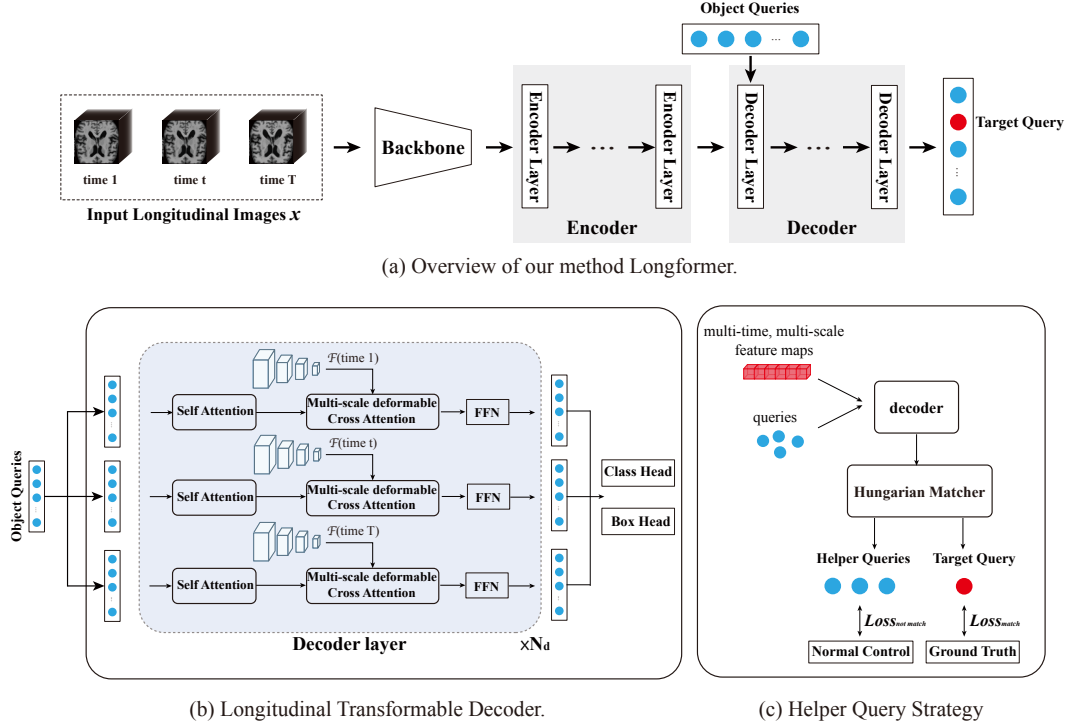 Object Queries
...
Encoder Layer
...
Encoder Layer
Decoder Layer
...
Decoder Layer
Backbone
Target Query
...
time 1
time t
time T
Input Longitudinal Images x
Encoder
Decoder
(a) Overview of our method Longformer.
Object Queries
F(time 1)
Self Attention
Multi-scale deformable
Cross Attention
FFN
F(time t)
Self Attention
Multi-scale deformable
Cross Attention
FFN
F(time T)
Self Attention
Multi-scale deformable
Cross Attention
FFN
Class Head
Box Head
Decoder layer
×Nd
(b) Longitudinal Transformable Decoder.
multi-time, multi-scale
feature maps
queries
decoder
Hungarian Matcher
Helper Queries
Target Query
Loss not match
Loss match
Normal Control
Ground Truth
(c) Helper Query Strategy